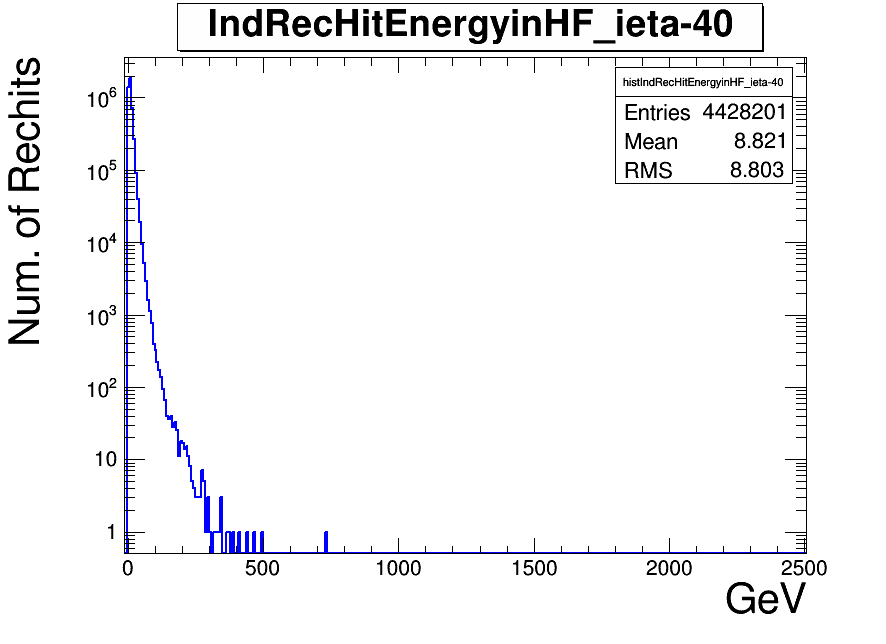 IndRecHitEnergyinHF_ieta-40
histIndRecHitEnergyinHF_ieta-40
Entries 4428201
Mean 8.821
RMS 8.803
Num. of Rechits
10⁶
10⁵
10⁴
10³
10²
10
1
0 500 1000 1500 2000 2500
GeV